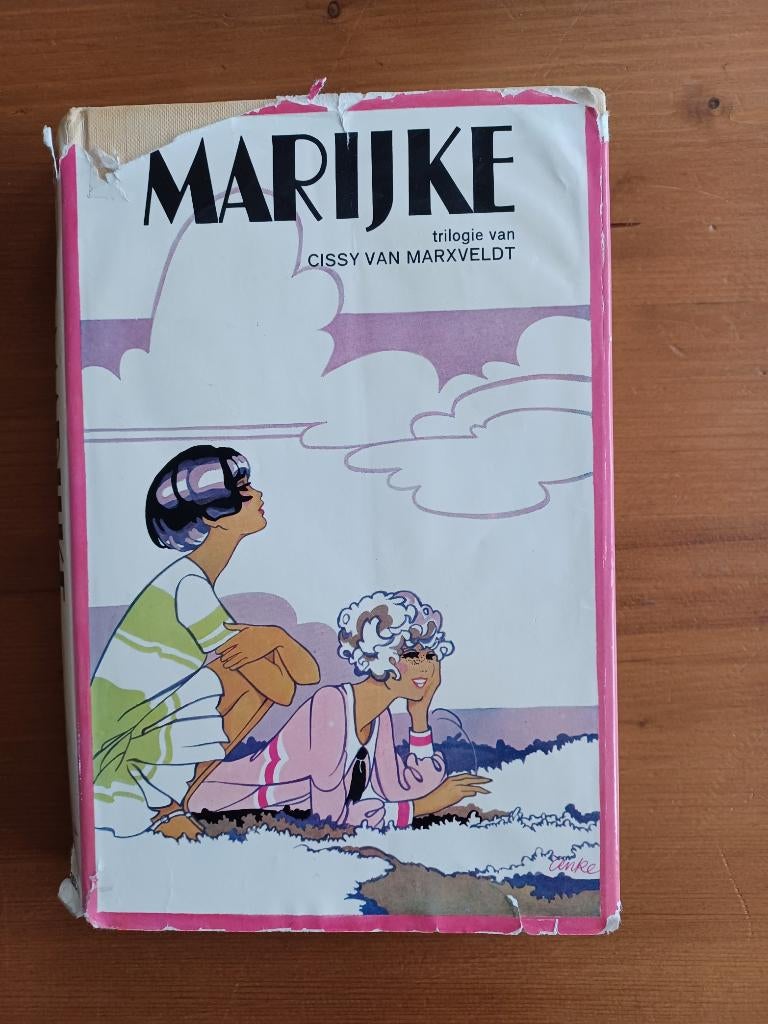 MARIJKE
trilogie van
CISSY VAN MARXVELDT
anke